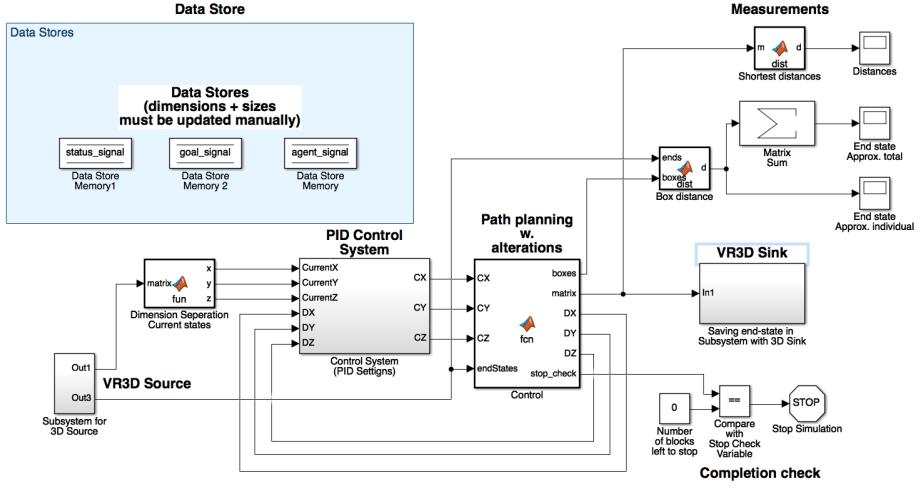 Data Store
Measurements
Data Stores
Data Stores
(dimensions + sizes
must be updated manually)
status_signal
goal_signal
agent_signal
Data Store
Memory1
Data Store
Memory 2
Data Store
Memory
m
d
dist
Shortest distances
Distances
Matrix
Sum
End state
Approx. total
ends
boxes
d
dist
Box distance
End state
Approx. individual
PID Control
System
Path planning
w.
alterations
VR3D Sink
matrix
x
y
z
fun
Dimension Seperation
Current states
CurrentX
CurrentY
CurrentZ
DX
DY
DZ
CX
CY
CZ
Control System
(PID Settigns)
CX
CY
CZ
endStates
fcn
boxes
matrix
DX
DY
DZ
stop_check
Control
In1
Saving end-state in
Subsystem with 3D Sink
Out1
Out3
VR3D Source
Subsystem for
3D Source
0
Number
of blocks
left to stop
==
Compare
with
Stop Check
Variable
STOP
Stop Simulation
Completion check